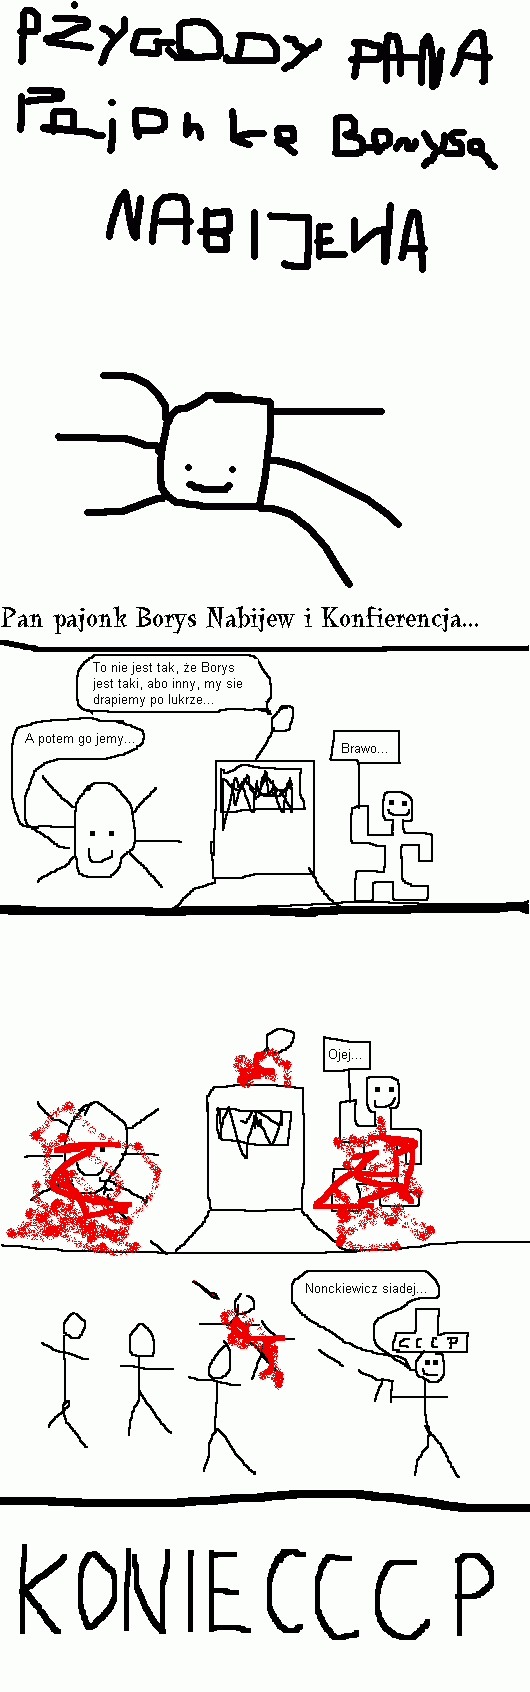 PŻYGODY PANA
Pajonka Borysa
NABIJEWA
Pan pajonk Borys Nabijew i Konfierencja...
To nie jest tak, że Borys
jest taki, abo inny, my sie
drapiemy po lukrze...
A potem go jemy...
Brawo...
Ojej...
Nonckiewicz siadej...
CCCP
KONIECCCP